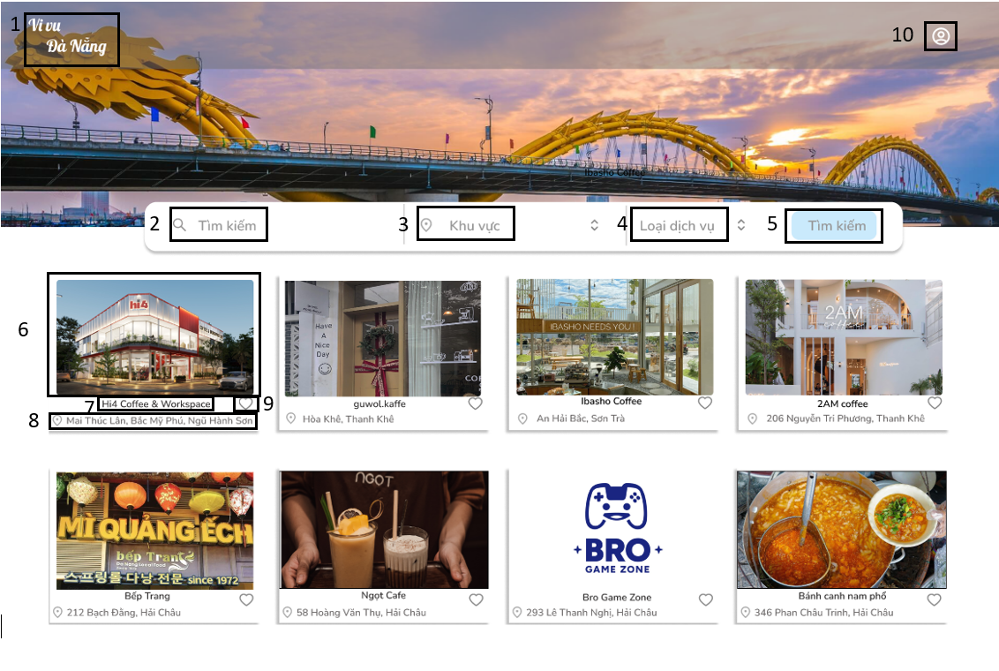 1
Vi vu
Đà Nẵng
10
Ibasho Coffee
2
Tìm kiếm
3
Khu vực
4
Loại dịch vụ
5
Tìm kiếm
6
hi4
Have
A
Nice
Day
IBASHO NEEDS YOU !
2AM
coffee
7
Hi4 Coffee & Workspace
9
guwol.kaffe
Ibasho Coffee
2AM coffee
8
Mai Thúc Lân, Bắc Mỹ Phú, Ngũ Hành Sơn
Hòa Khê, Thanh Khê
An Hải Bắc, Sơn Trà
206 Nguyễn Tri Phương, Thanh Khê
MÌ QUẢNG ẾCH
bếp Trang
Da Nang Local Food
스프링롤 다낭 전문 since 1972
NGỌT
BRO
GAME ZONE
Bếp Trang
Ngọt Cafe
Bro Game Zone
Bánh canh nam phổ
212 Bạch Đằng, Hải Châu
58 Hoàng Văn Thụ, Hải Châu
293 Lê Thanh Nghị, Hải Châu
346 Phan Châu Trinh, Hải Châu